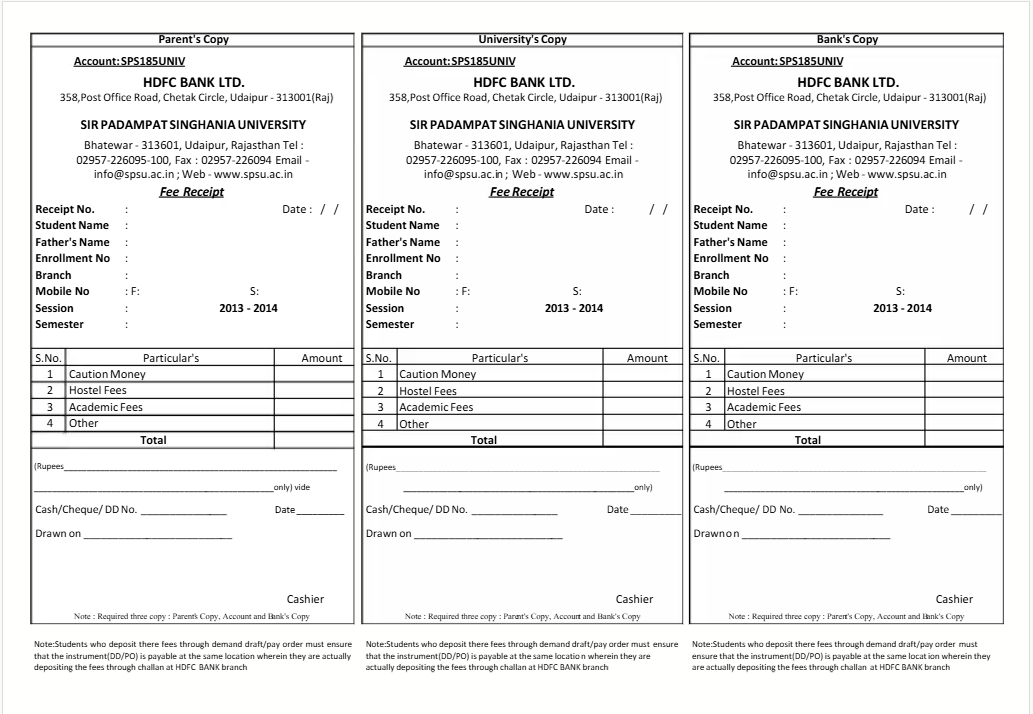 Parent's Copy
Account: SPS185UNIV
HDFC BANK LTD.
358,Post Office Road, Chetak Circle, Udaipur - 313001(Raj)
SIR PADAMPAT SINGHANIA UNIVERSITY
Bhatewar - 313601, Udaipur, Rajasthan Tel :
02957-226095-100, Fax : 02957-226094 Email -
info@spsu.ac.in ; Web - www.spsu.ac.in
Fee Receipt
Receipt No. : Date : / /
Student Name :
Father's Name :
Enrollment No :
Branch :
Mobile No : F: S:
Session : 2013 - 2014
Semester :
S.No. Particular's Amount
1 Caution Money
2 Hostel Fees
3 Academic Fees
4 Other
Total
(Rupees____________________
____________________only) vide
Cash/Cheque/ DD No. _______________ Date ________
Drawn on __________________________
Cashier
Note : Required three copy : Parent's Copy, Account and Bank's Copy
Note:Students who deposit there fees through demand draft/pay order must ensure
that the instrument(DD/PO) is payable at the same location wherein they are actually
depositing the fees through challan at HDFC BANK branch
University's Copy
Account: SPS185UNIV
HDFC BANK LTD.
358,Post Office Road, Chetak Circle, Udaipur - 313001(Raj)
SIR PADAMPAT SINGHANIA UNIVERSITY
Bhatewar - 313601, Udaipur, Rajasthan Tel :
02957-226095-100, Fax : 02957-226094 Email -
info@spsu.ac.in ; Web - www.spsu.ac.in
Fee Receipt
Receipt No. : Date : / /
Student Name :
Father's Name :
Enrollment No :
Branch :
Mobile No : F: S:
Session : 2013 - 2014
Semester :
S.No. Particular's Amount
1 Caution Money
2 Hostel Fees
3 Academic Fees
4 Other
Total
(Rupees____________________
____________________only)
Cash/Cheque/ DD No. _______________ Date _________
Drawn on __________________________
Cashier
Note : Required three copy : Parent's Copy, Account and Bank's Copy
Note:Students who deposit there fees through demand draft/pay order must ensure
that the instrument(DD/PO) is payable at the same location wherein they are
actually depositing the fees through challan at HDFC BANK branch
Bank's Copy
Account: SPS185UNIV
HDFC BANK LTD.
358,Post Office Road, Chetak Circle, Udaipur - 313001(Raj)
SIR PADAMPAT SINGHANIA UNIVERSITY
Bhatewar - 313601, Udaipur, Rajasthan Tel :
02957-226095-100, Fax : 02957-226094 Email -
info@spsu.ac.in ; Web - www.spsu.ac.in
Fee Receipt
Receipt No. : Date : / /
Student Name :
Father's Name :
Enrollment No :
Branch :
Mobile No : F: S:
Session : 2013 - 2014
Semester :
S.No. Particular's Amount
1 Caution Money
2 Hostel Fees
3 Academic Fees
4 Other
Total
(Rupees____________________
____________________only)
Cash/Cheque/ DD No. _______________ Date _________
Drawn on __________________________
Cashier
Note : Required three copy : Parent's Copy, Account and Bank's Copy
Note:Students who deposit there fees through demand draft/pay order must
ensure that the instrument(DD/PO) is payable at the same location wherein they
are actually depositing the fees through challan at HDFC BANK branch